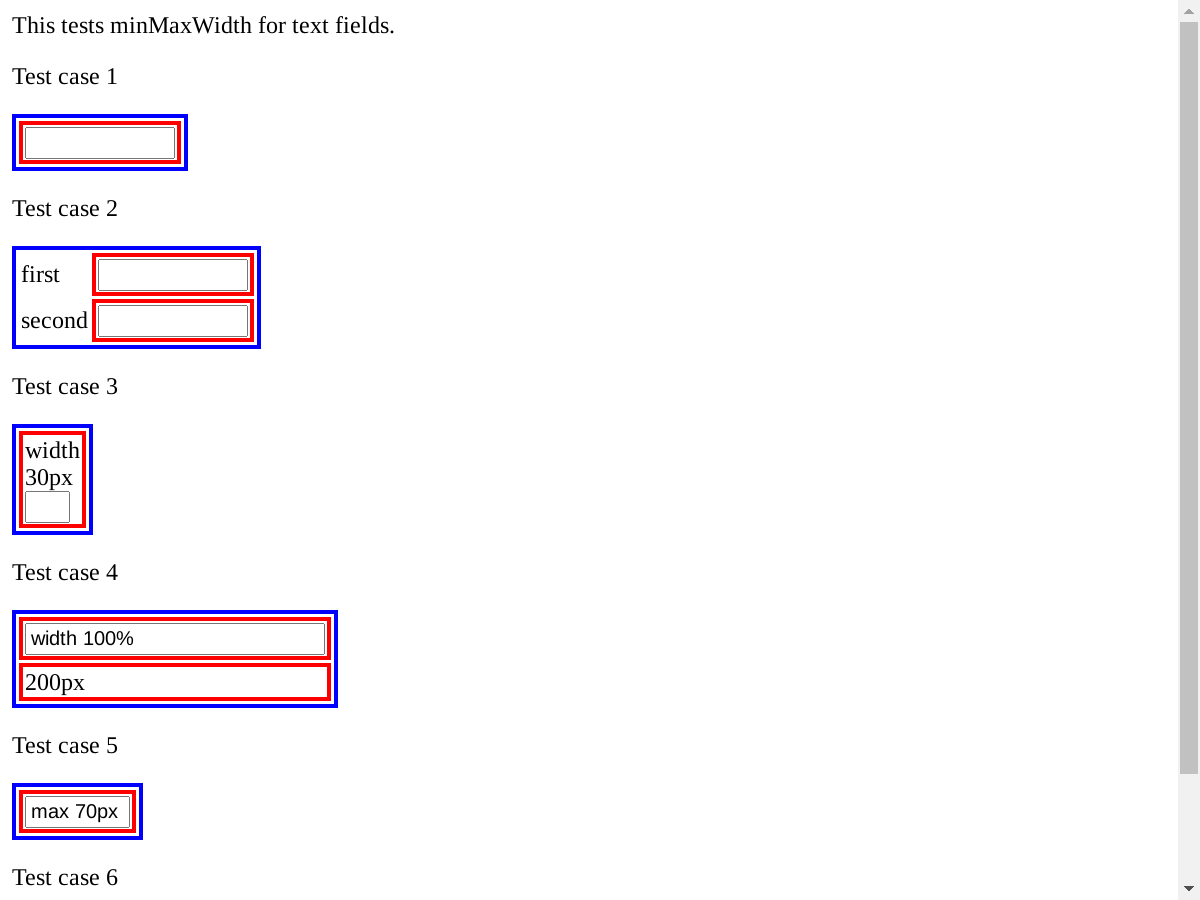 This tests minMaxWidth for text fields.
Test case 1
Test case 2
first
second
Test case 3
width
30px
Test case 4
width 100%
200px
Test case 5
max 70px
Test case 6